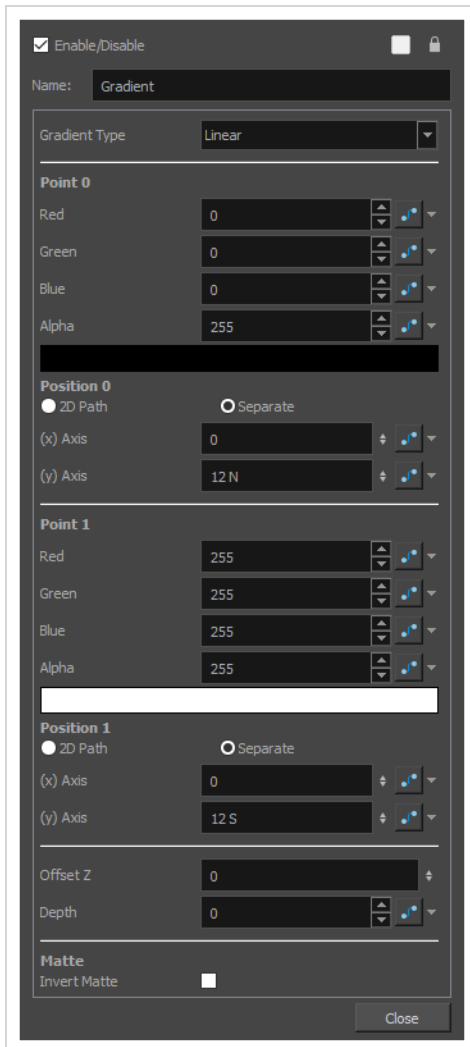 Enable/Disable
Name: Gradient
Gradient Type Linear
Point 0
Red 0
Green 0
Blue 0
Alpha 255
Position 0
2D Path Separate
(x) Axis 0
(y) Axis 12 N
Point 1
Red 255
Green 255
Blue 255
Alpha 255
Position 1
2D Path Separate
(x) Axis 0
(y) Axis 12 S
Offset Z 0
Depth 0
Matte
Invert Matte
Close